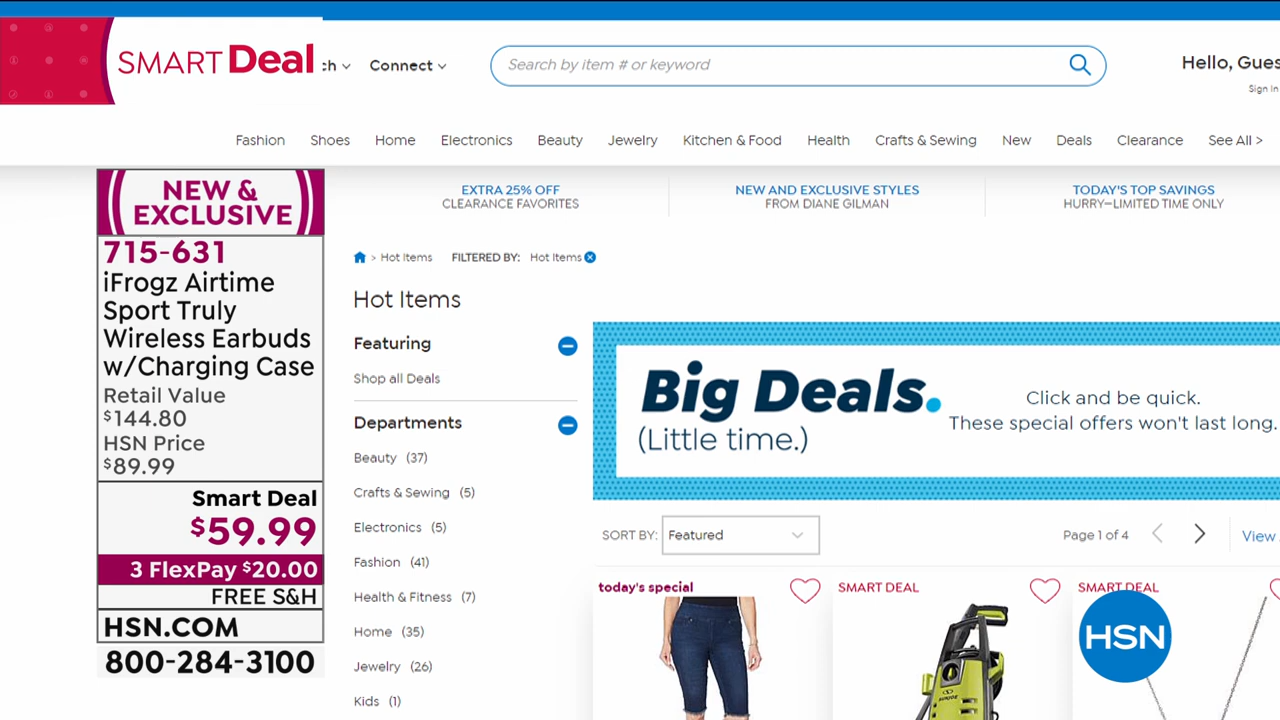 SMART Deal
ch
Connect
Search by item # or keyword
Hello, Gues
Sign In
Fashion
Shoes
Home
Electronics
Beauty
Jewelry
Kitchen & Food
Health
Crafts & Sewing
New
Deals
Clearance
See All >
NEW &
EXCLUSIVE
715-631
iFrogz Airtime
Sport Truly
Wireless Earbuds
w/Charging Case
Retail Value
$144.80
HSN Price
$89.99
Smart Deal
$59.99
3 FlexPay $20.00
FREE S&H
HSN.COM
800-284-3100
EXTRA 25% OFF
CLEARANCE FAVORITES
NEW AND EXCLUSIVE STYLES
FROM DIANE GILMAN
TODAY'S TOP SAVINGS
HURRY—LIMITED TIME ONLY
> Hot Items
FILTERED BY: Hot Items
Hot Items
Featuring
Shop all Deals
Departments
Beauty (37)
Crafts & Sewing (5)
Electronics (5)
Fashion (41)
Health & Fitness (7)
Home (35)
Jewelry (26)
Kids (1)
Big Deals.
(Little time.)
Click and be quick.
These special offers won't last long.
SORT BY: Featured
Page 1 of 4
View
today's special
SMART DEAL
SMART DEAL
SUNJOE
HSN